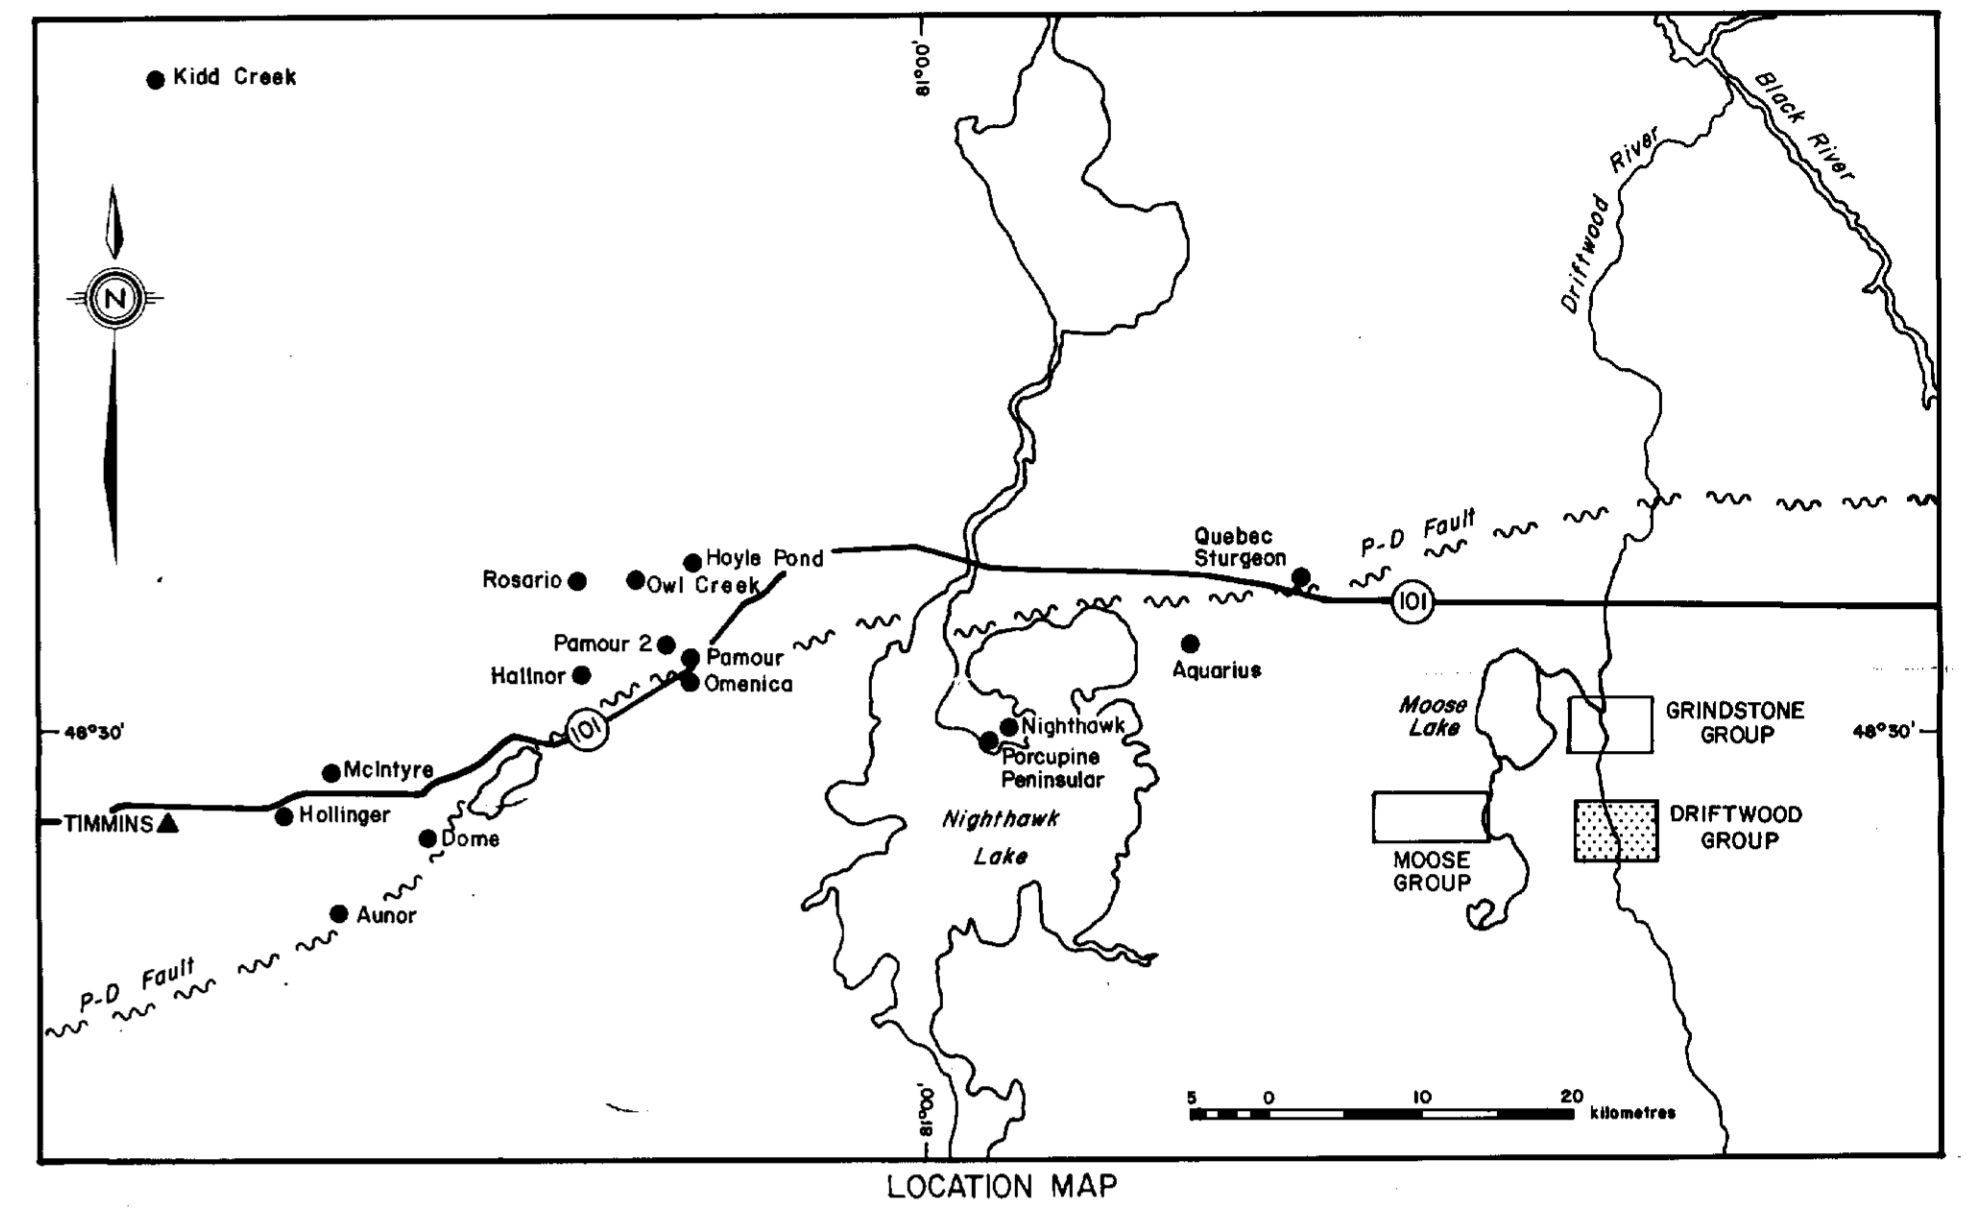 Kidd Creek
81°00'
Black River
Driftwood River
N
Quebec
Sturgeon
P-D Fault
Hoyle Pond
Rosario
Owl Creek
101
Pamour 2
Pamour
Aquarius
Hallnor
Omenica
Moose
Lake
GRINDSTONE
GROUP
48°30'
101
Nighthawk
48°30'
Porcupine
Peninsular
McIntyre
Hollinger
TIMMINS
Dome
Nighthawk
Lake
DRIFTWOOD
GROUP
MOOSE
GROUP
Aunor
P-D Fault
81°00'
5 0 10 20
kilometres
LOCATION MAP